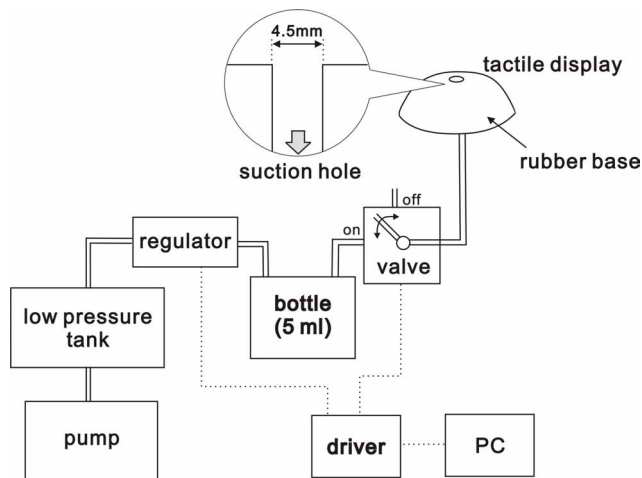 4.5mm
tactile display
rubber base
suction hole
off
on
regulator
valve
bottle
(5 ml)
low pressure
tank
pump
driver
PC